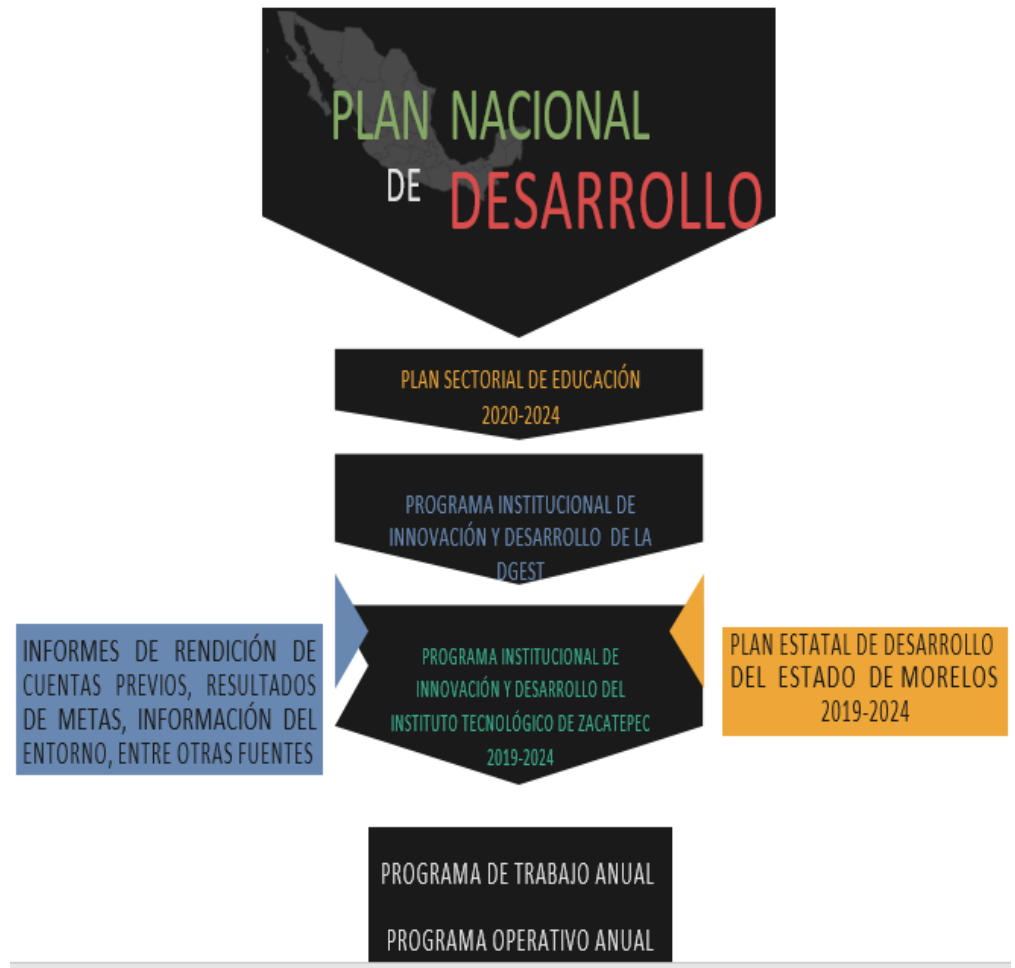 PLAN NACIONAL
DE DESARROLLO
PLAN SECTORIAL DE EDUCACIÓN
2020-2024
PROGRAMA INSTITUCIONAL DE
INNOVACIÓN Y DESARROLLO DE LA
DGEST
INFORMES DE RENDICIÓN DE
CUENTAS PREVIOS, RESULTADOS
DE METAS, INFORMACIÓN DEL
ENTORNO, ENTRE OTRAS FUENTES
PROGRAMA INSTITUCIONAL DE
INNOVACIÓN Y DESARROLLO DEL
INSTITUTO TECNOLÓGICO DE ZACATEPEC
2019-2024
PLAN ESTATAL DE DESARROLLO
DEL ESTADO DE MORELOS
2019-2024
PROGRAMA DE TRABAJO ANUAL
PROGRAMA OPERATIVO ANUAL